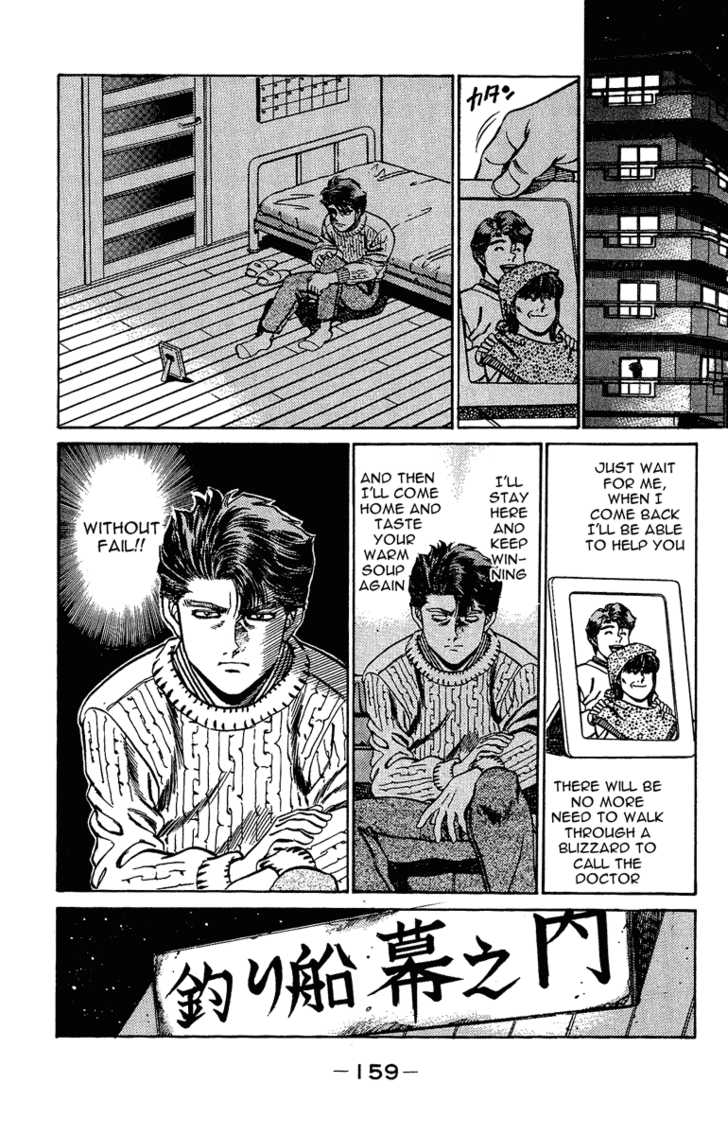 カタン
JUST WAIT
FOR ME,
WHEN I
COME BACK
I'LL BE ABLE
TO HELP YOU
THERE WILL BE
NO MORE
NEED TO WALK
THROUGH A
BLIZZARD TO
CALL THE
DOCTOR
I'LL
STAY
HERE
AND
KEEP
WIN-
NING
AND THEN
I'LL COME
HOME AND
TASTE
YOUR
WARM
SOUP
AGAIN
WITHOUT
FAIL!!
釣り船 幕之内
－159－